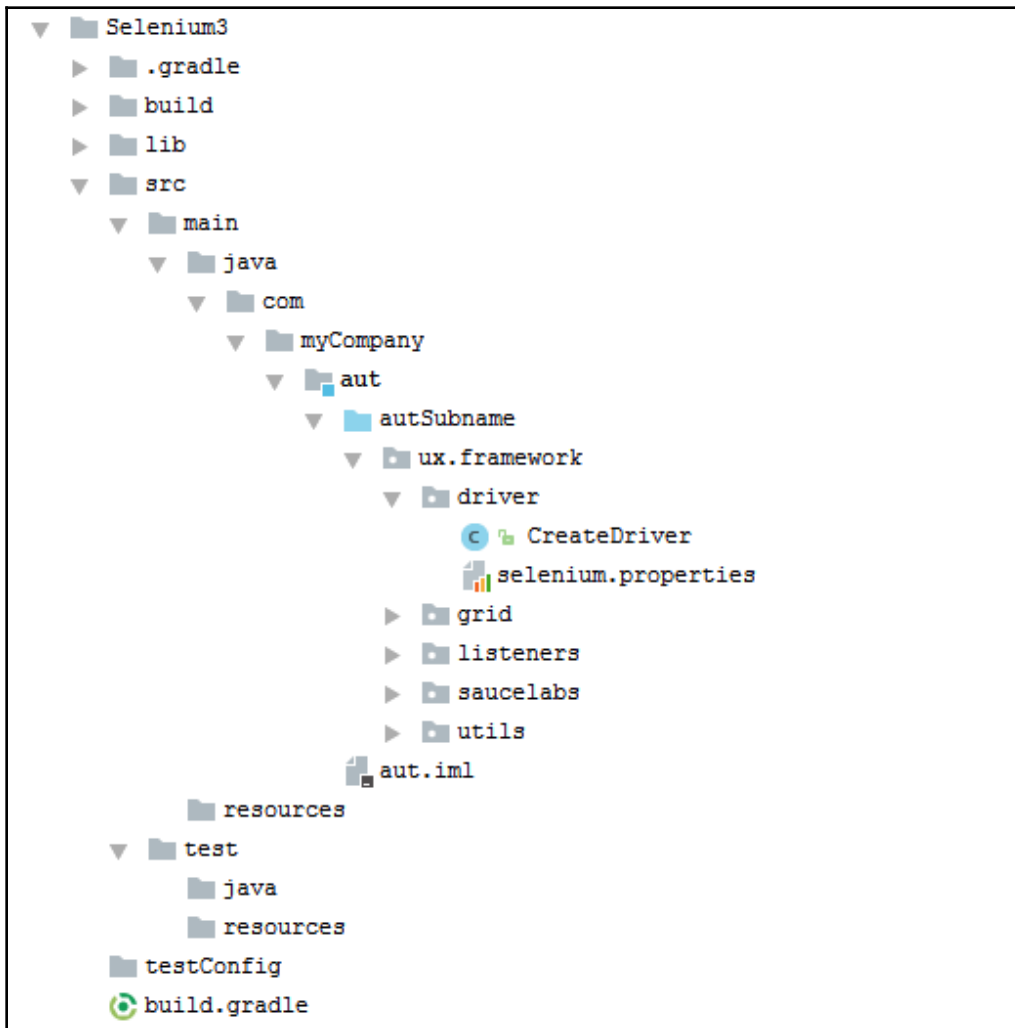 Selenium3
.gradle
build
lib
src
main
java
com
myCompany
aut
autSubname
ux.framework
driver
C CreateDriver
selenium.properties
grid
listeners
saucelabs
utils
aut.iml
resources
test
java
resources
testConfig
build.gradle